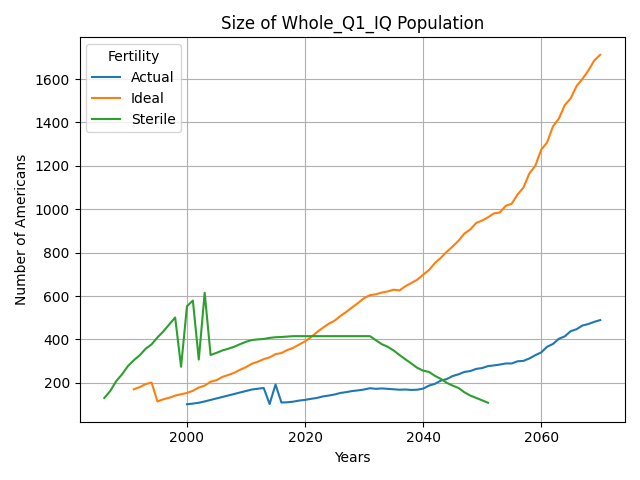 Size of Whole_Q1_IQ Population
Fertility
Actual
Ideal
Sterile
Number of Americans
1600
1400
1200
1000
800
600
400
200
2000
2020
2040
2060
Years